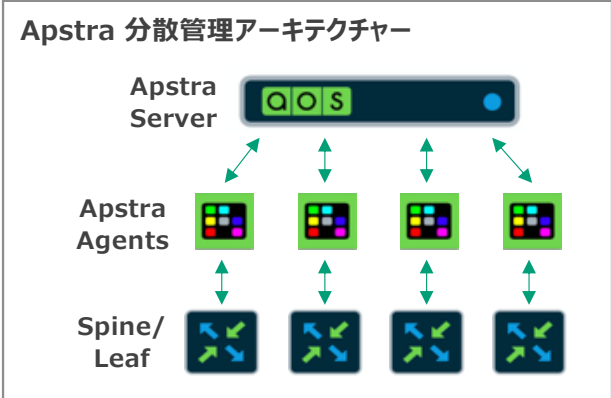 Apstra 分散管理アーキテクチャー
Apstra
Server
aos
Apstra
Agents
Spine/
Leaf